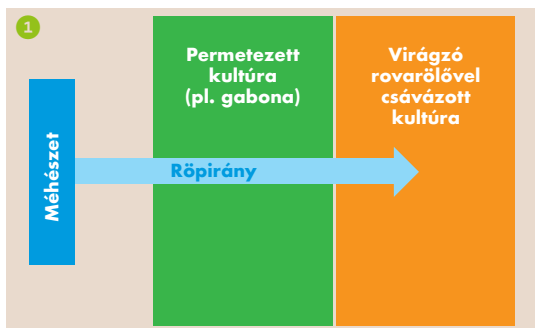 1
Permetezett
kultúra
(pl. gabona)
Virágzó
rovarölővel
csávázott
kultúra
Méhészet
Röpirány